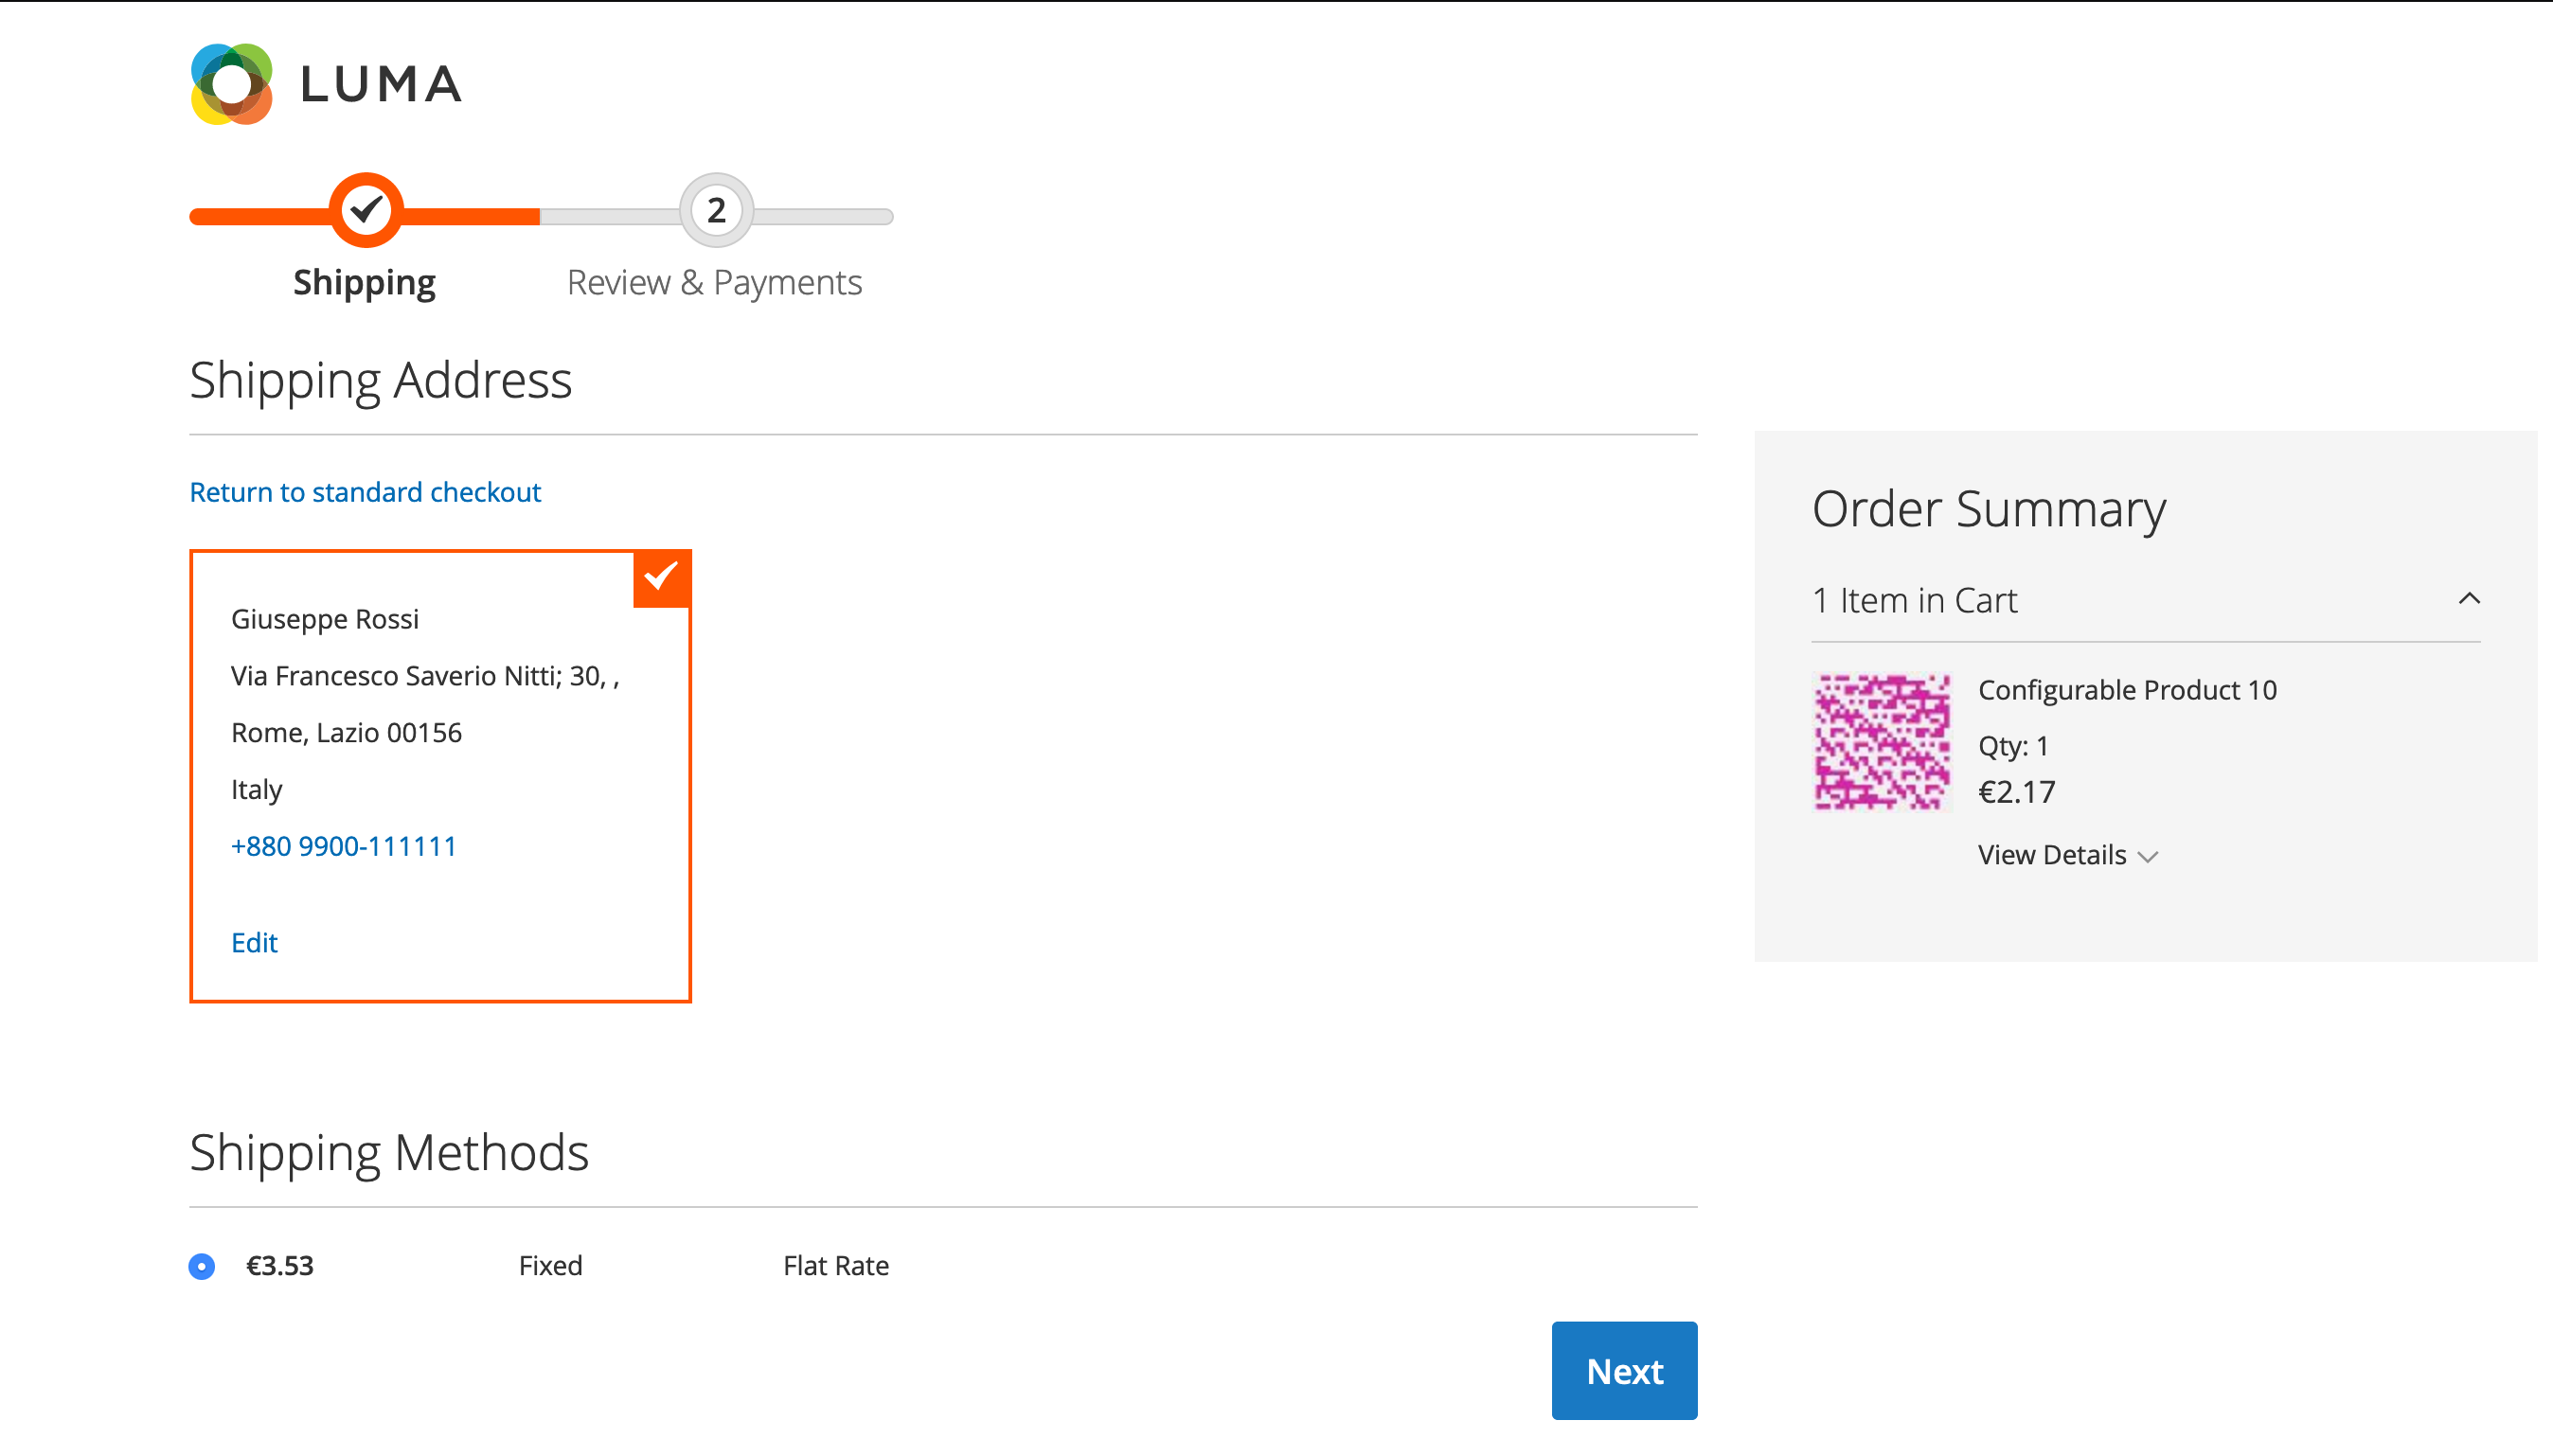 LUMA
2
Shipping
Review & Payments
Shipping Address
Return to standard checkout
Giuseppe Rossi
Via Francesco Saverio Nitti; 30, ,
Rome, Lazio 00156
Italy
+880 9900-111111
Edit
Order Summary
1 Item in Cart
Configurable Product 10
Qty: 1
€2.17
View Details
Shipping Methods
€3.53 Fixed Flat Rate
Next